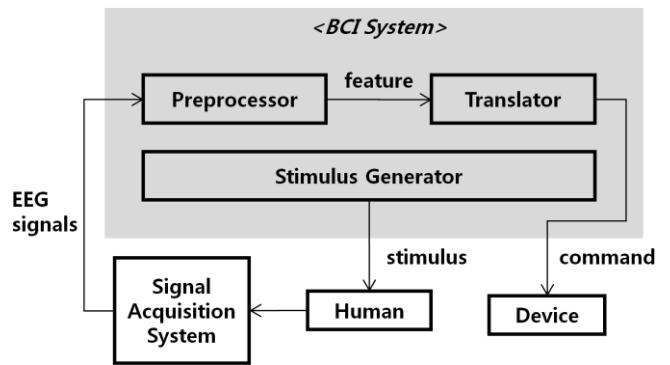 <BCI System>
feature
Preprocessor
Translator
Stimulus Generator
EEG
signals
stimulus
command
Signal
Acquisition
System
Human
Device